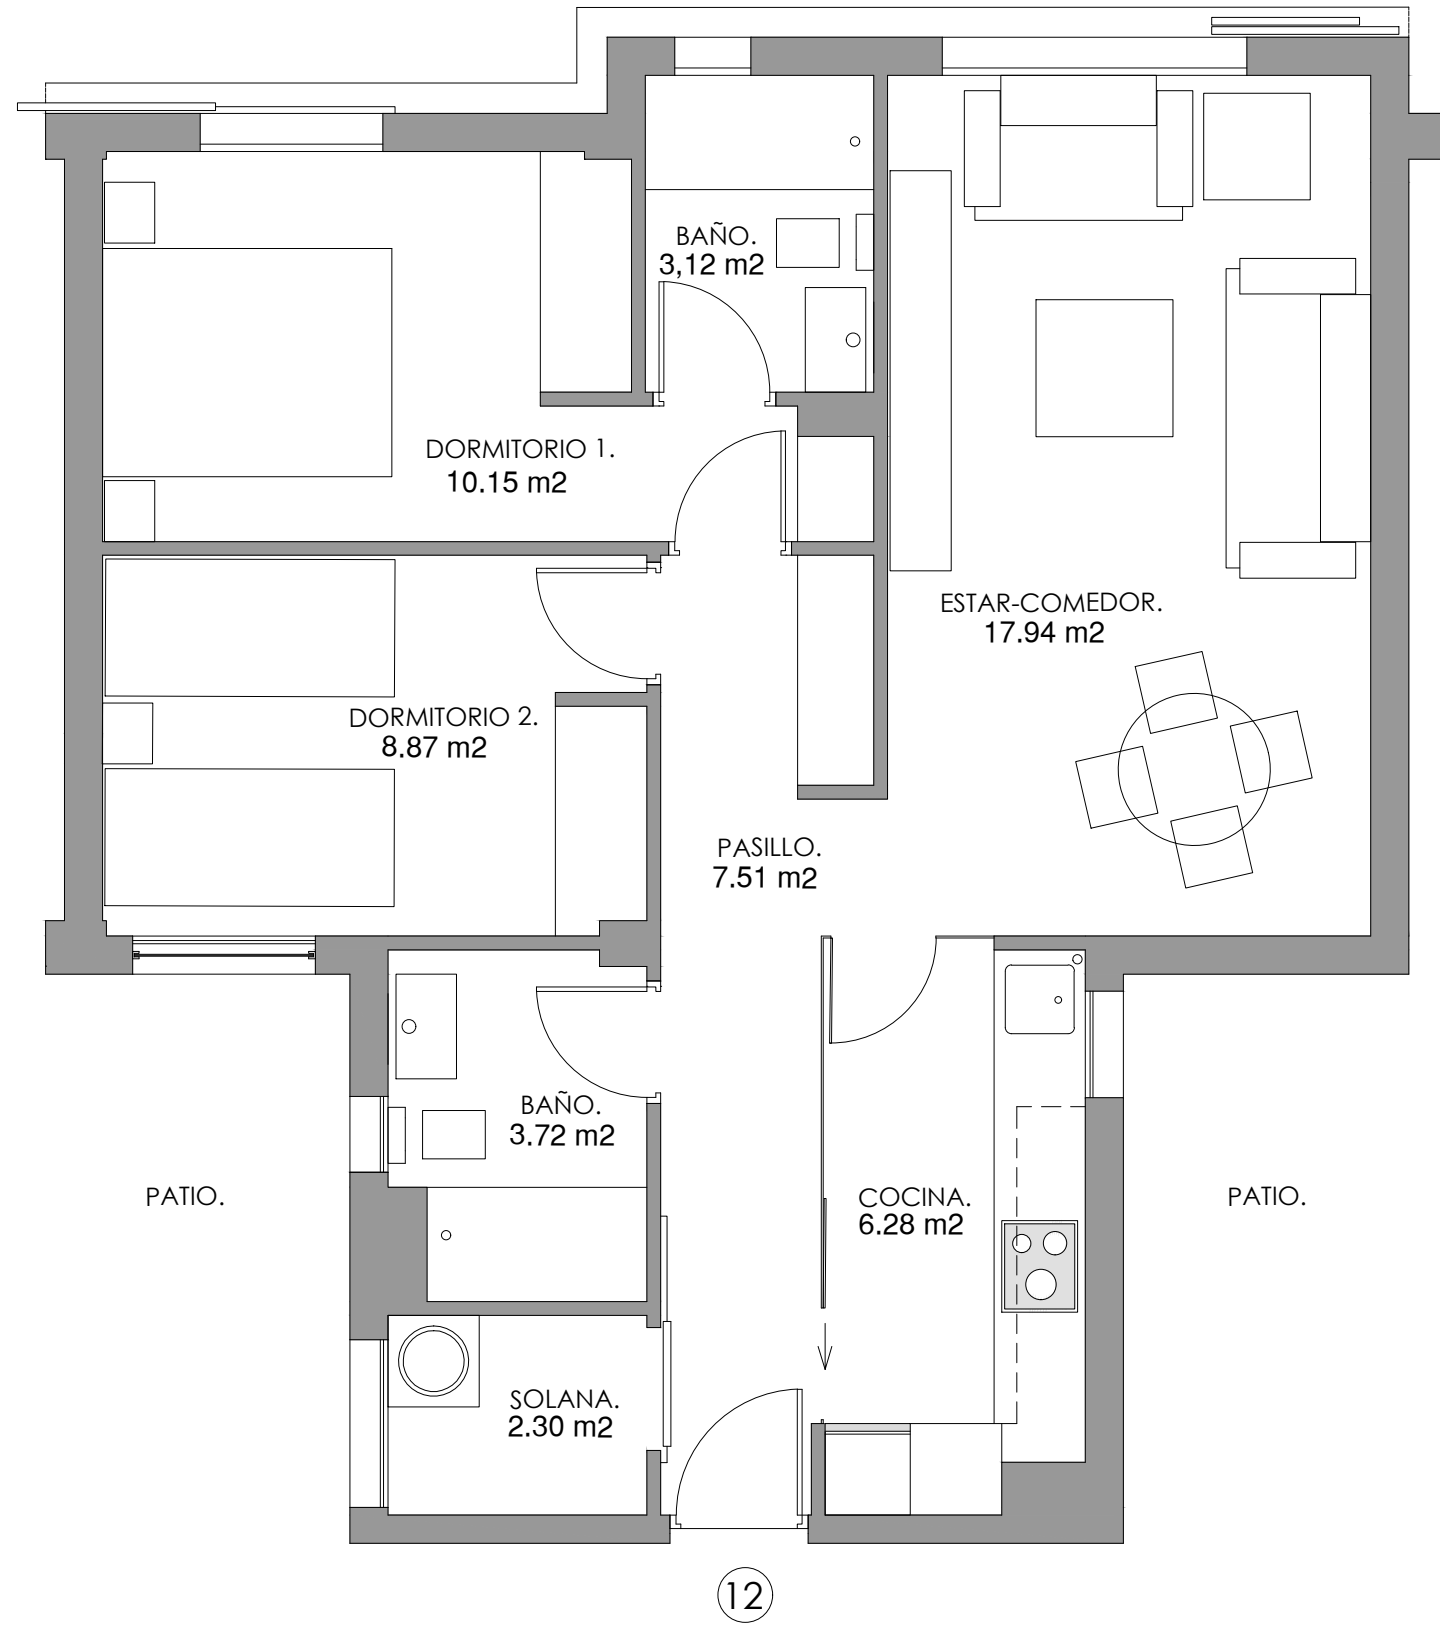 BAÑO.
3,12 m2
DORMITORIO 1.
10.15 m2
ESTAR-COMEDOR.
17.94 m2
DORMITORIO 2.
8.87 m2
PASILLO.
7.51 m2
BAÑO.
3.72 m2
PATIO.
COCINA.
6.28 m2
PATIO.
SOLANA.
2.30 m2
12